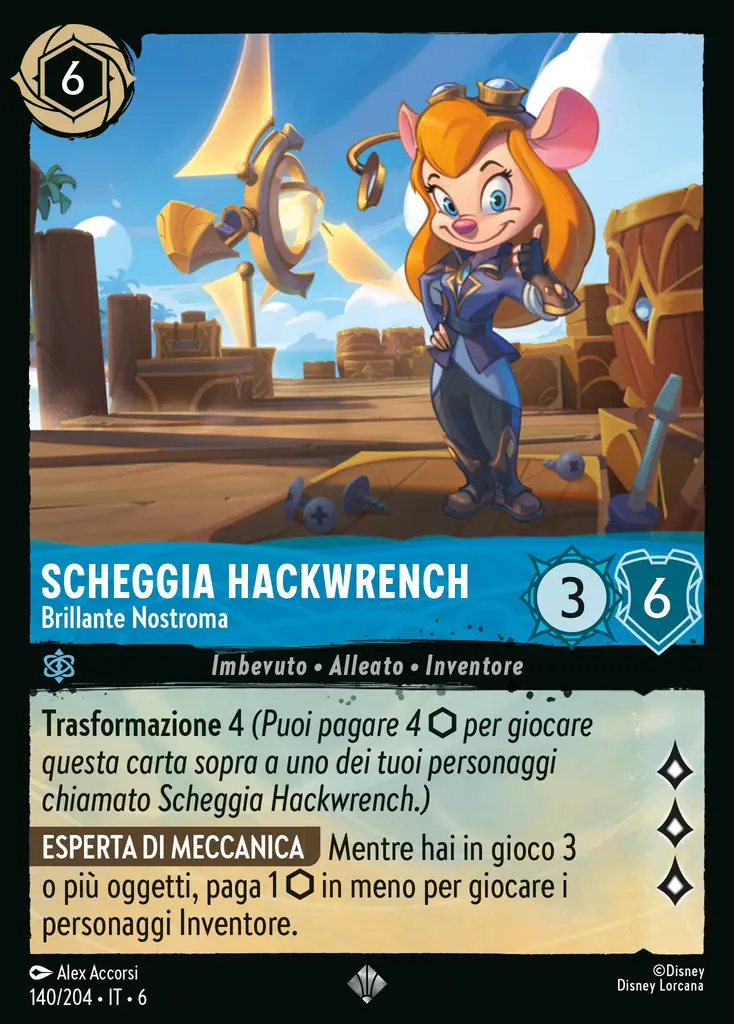 6
SCHEGGIA HACKWRENCH
Brillante Nostroma
3
6
Imbevuto • Alleato • Inventore
Trasformazione 4 (Puoi pagare 4 ⬡ per giocare
questa carta sopra a uno dei tuoi personaggi
chiamato Scheggia Hackwrench.)
ESPERTA DI MECCANICA Mentre hai in gioco 3
o più oggetti, paga 1 ⬡ in meno per giocare i
personaggi Inventore.
Alex Accorsi
140/204 • IT • 6
©Disney
Disney Lorcana